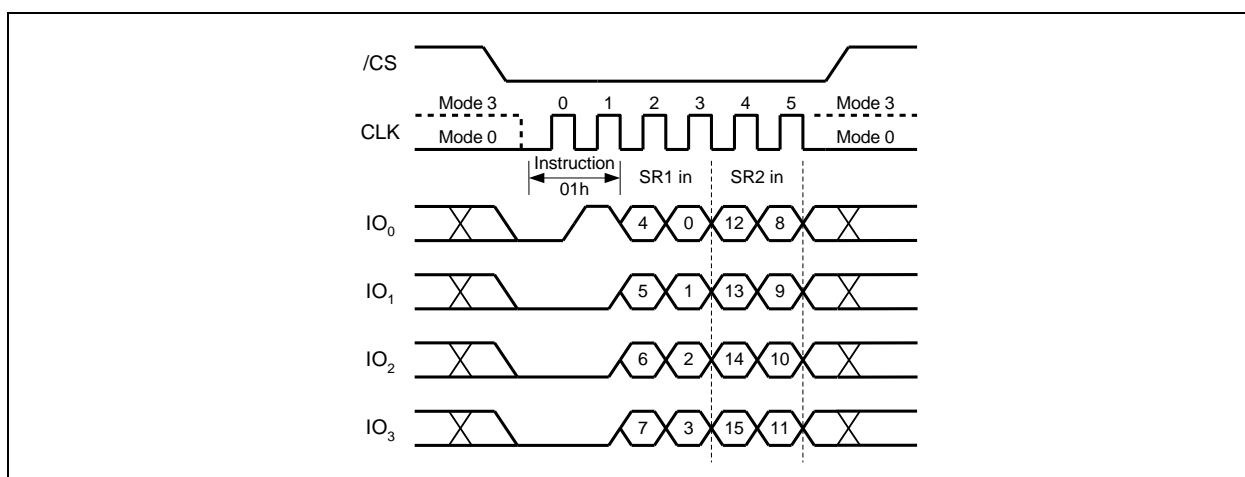 /CS
Mode 3 0 1 2 3 4 5 Mode 3
CLK Mode 0 Mode 0
Instruction
01h SR1 in SR2 in
IO0 4 0 12 8
IO1 5 1 13 9
IO2 6 2 14 10
IO3 7 3 15 11